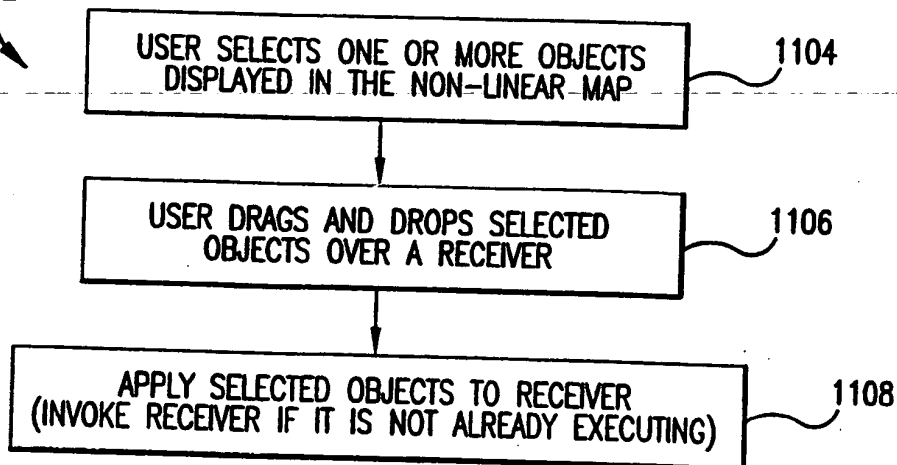 USER SELECTS ONE OR MORE OBJECTS
DISPLAYED IN THE NON-LINEAR MAP
1104
USER DRAGS AND DROPS SELECTED
OBJECTS OVER A RECEIVER
1106
APPLY SELECTED OBJECTS TO RECEIVER
(INVOKE RECEIVER IF IT IS NOT ALREADY EXECUTING)
1108